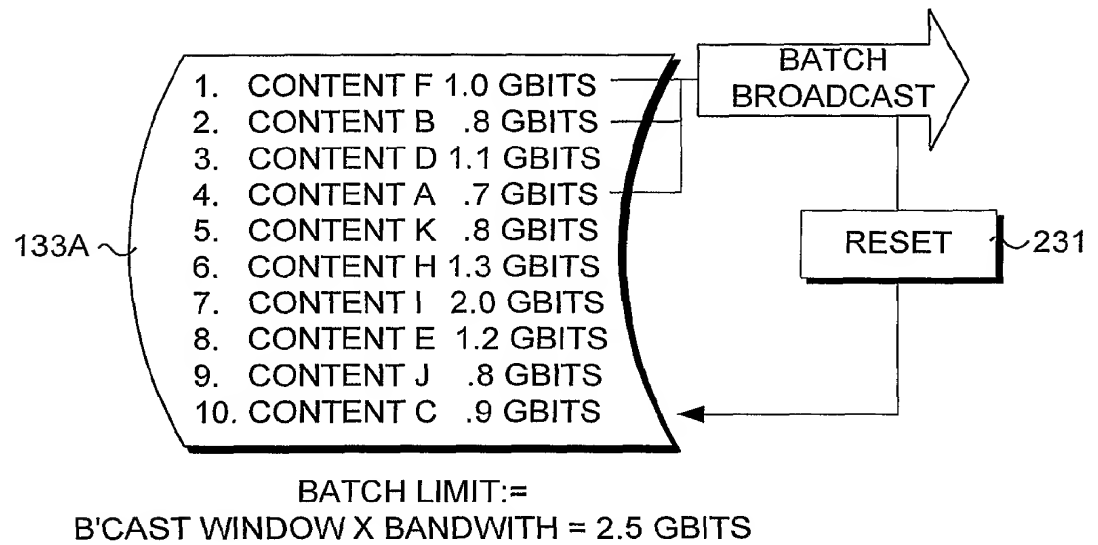 1. CONTENT F 1.0 GBITS
2. CONTENT B .8 GBITS
3. CONTENT D 1.1 GBITS
4. CONTENT A .7 GBITS
5. CONTENT K .8 GBITS
6. CONTENT H 1.3 GBITS
7. CONTENT I 2.0 GBITS
8. CONTENT E 1.2 GBITS
9. CONTENT J .8 GBITS
10. CONTENT C .9 GBITS
133A
BATCH
BROADCAST
RESET
231
BATCH LIMIT:=
B'CAST WINDOW X BANDWITH = 2.5 GBITS